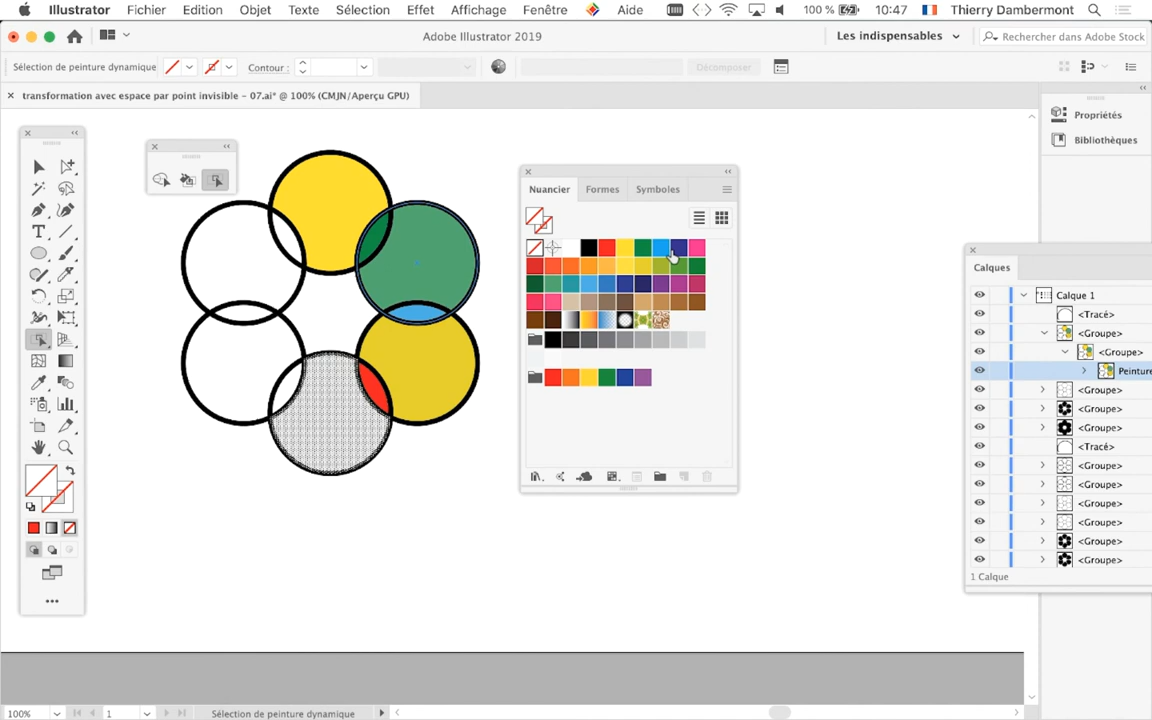 Illustrator Fichier Edition Objet Texte Sélection Effet Affichage Fenêtre Aide 100 % 10:47 Thierry Dambermont
Adobe Illustrator 2019 Les indispensables Rechercher dans Adobe Stock
Sélection de peinture dynamique Contour : Décomposer
× transformation avec espace par point invisible - 07.ai* @ 100% (CMJN/Aperçu GPU)
Propriétés
Bibliothèques
Nuancier Formes Symboles
Calques
Calque 1
<Tracé>
<Groupe>
<Groupe>
Peinture
<Groupe>
<Groupe>
<Groupe>
<Tracé>
<Groupe>
<Groupe>
<Groupe>
<Groupe>
<Groupe>
<Groupe>
1 Calque
100% 1 Sélection de peinture dynamique